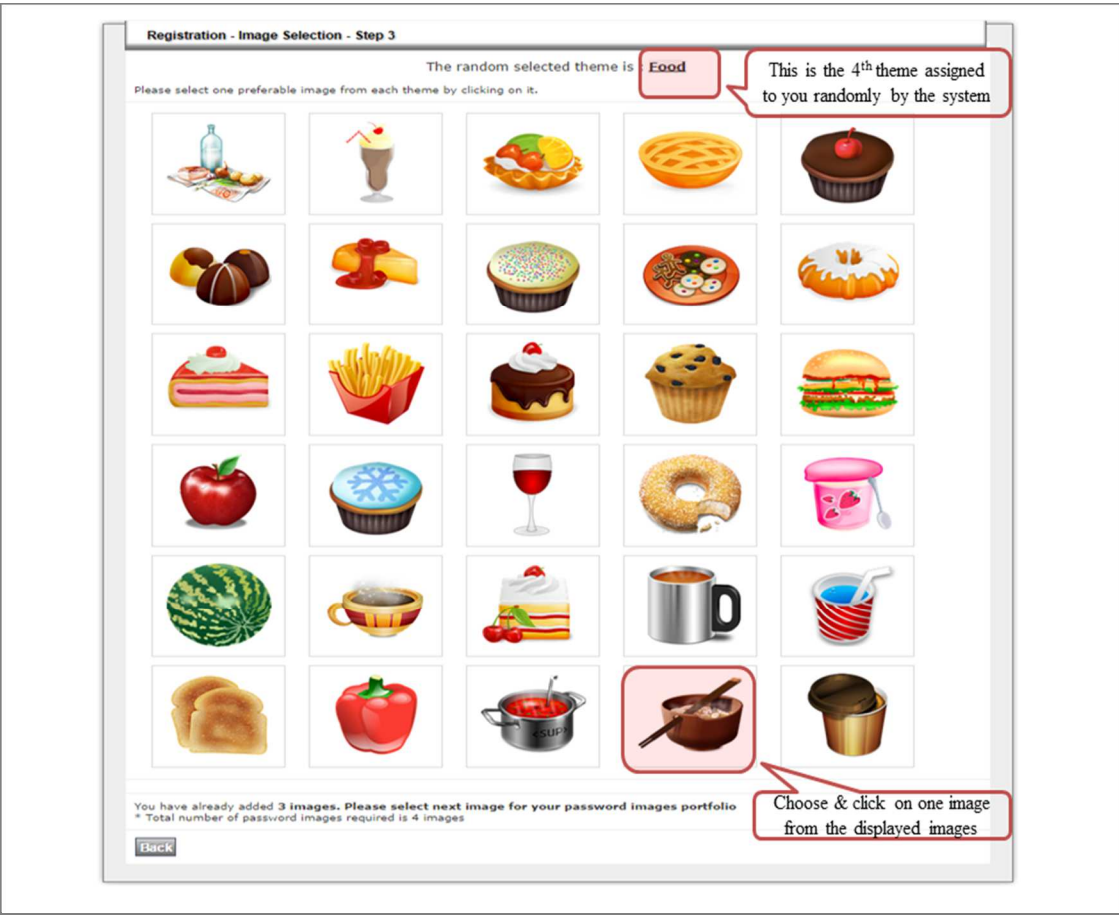 Registration - Image Selection - Step 3
The random selected theme is : Food
This is the 4th theme assigned
to you randomly by the system
Please select one preferable image from each theme by clicking on it.
<SUP>
You have already added 3 images. Please select next image for your password images portfolio
* Total number of password images required is 4 images
Choose & click on one image
from the displayed images
Back